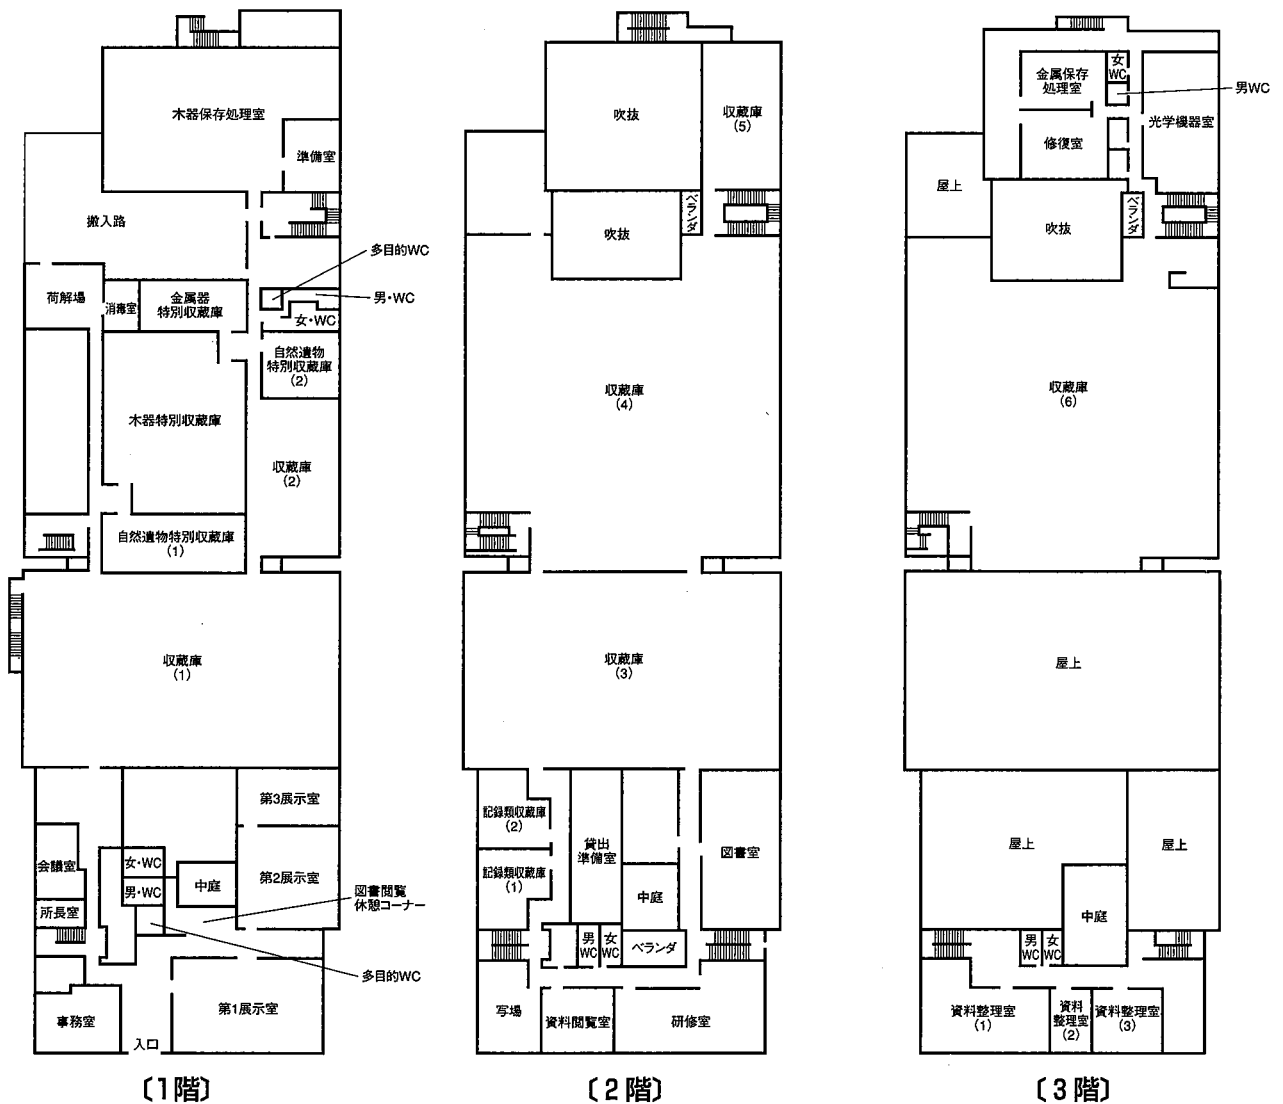 木器保存処理室
準備室
搬入路
多目的WC
荷解場
消毒室
金属器
特別収蔵庫
男・WC
女・WC
自然遺物
特別収蔵庫
(2)
木器特別収蔵庫
収蔵庫
(2)
自然遺物特別収蔵庫
(1)
収蔵庫
(1)
第3展示室
会議室
女・WC
男・WC
中庭
第2展示室
図書閲覧
休憩コーナー
所長室
多目的WC
事務室
第1展示室
入口
〔1階〕
吹抜
収蔵庫
(5)
ベランダ
吹抜
収蔵庫
(4)
収蔵庫
(3)
記録類収蔵庫
(2)
貸出
準備室
図書室
記録類収蔵庫
(1)
中庭
男
WC
女
WC
ベランダ
写場
資料閲覧室
研修室
〔2階〕
金属保存
処理室
女
WC
男WC
光学機器室
修復室
屋上
吹抜
ベランダ
収蔵庫
(6)
屋上
屋上
屋上
中庭
男
WC
女
WC
資料整理室
(1)
資料
整理室
(2)
資料整理室
(3)
〔3階〕